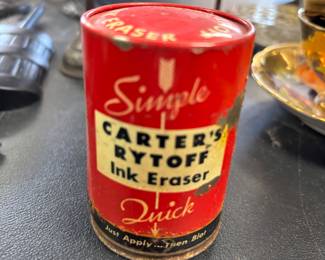 ERASER
Simple
CARTER'S
RYTOFF
Ink Eraser
Quick
Just Apply...Then Blot